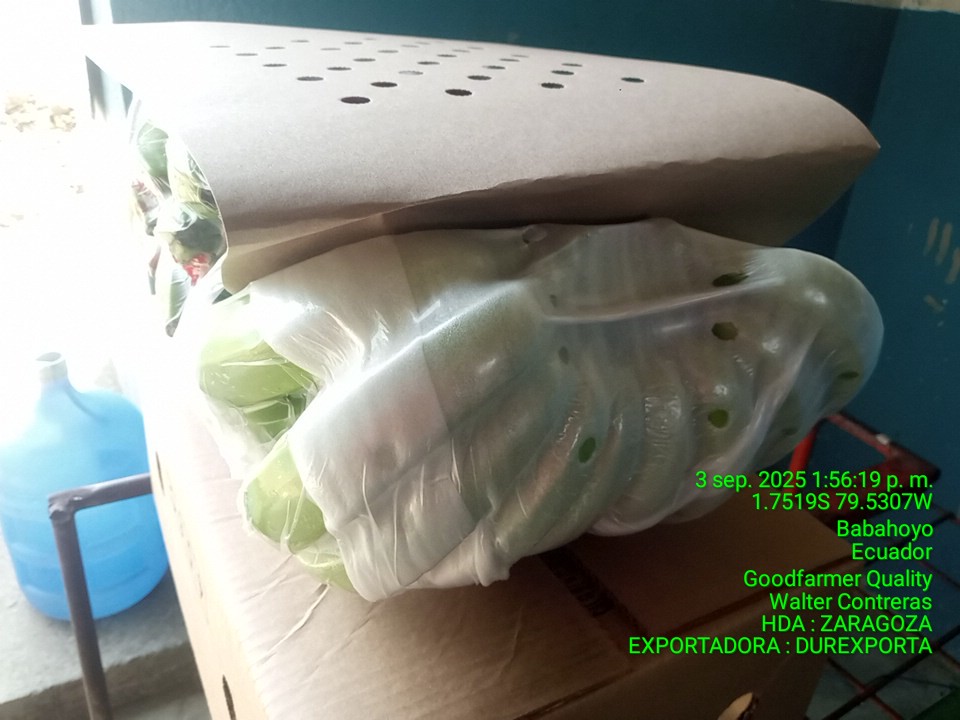 3 sep. 2025 1:56:19 p. m.
1.7519S 79.5307W
Babahoyo
Ecuador
Goodfarmer Quality
Walter Contreras
HDA : ZARAGOZA
EXPORTADORA : DUREXPORTA